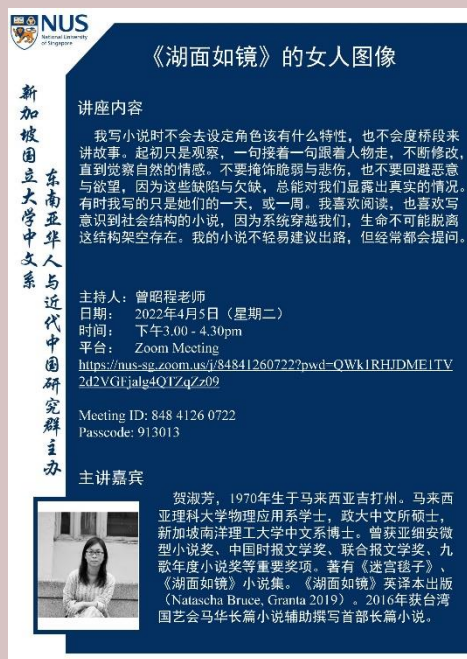 NUS
National University
of Singapore
《湖面如镜》的女人图像
新加坡国立大学中文系
东南亚华人与近代中国研究群主办
讲座内容
我写小说时不会去设定角色该有什么特性，也不会度桥段来
讲故事。起初只是观察，一句接着一句跟着人物走，不断修改，
直到觉察自然的情感。不要掩饰脆弱与悲伤，也不要回避恶意
与欲望，因为这些缺陷与欠缺，总能对我们显露出真实的情况。
有时我写的只是她们的一天，或一周。我喜欢阅读，也喜欢写
意识到社会结构的小说，因为系统穿越我们，生命不可能脱离
这结构架空存在。我的小说不轻易建议出路，但经常都会提问。
主持人：曾昭程老师
日期： 2022年4月5日（星期二）
时间： 下午3.00 - 4.30pm
平台： Zoom Meeting
https://nus-sg.zoom.us/j/84841260722?pwd=QWk1RHJDME1TV
2d2VGFjalg4QTZqZz09
Meeting ID: 848 4126 0722
Passcode: 913013
主讲嘉宾
贺淑芳，1970年生于马来西亚吉打州。马来西
亚理科大学物理应用系学士，政大中文所硕士，
新加坡南洋理工大学中文系博士。曾获亚细安微
型小说奖、中国时报文学奖、联合报文学奖、九
歌年度小说奖等重要奖项。著有《迷宫毯子》、
《湖面如镜》小说集。《湖面如镜》英译本出版
（Natascha Bruce, Granta 2019）。2016年获台湾
国艺会马华长篇小说辅助撰写首部长篇小说。